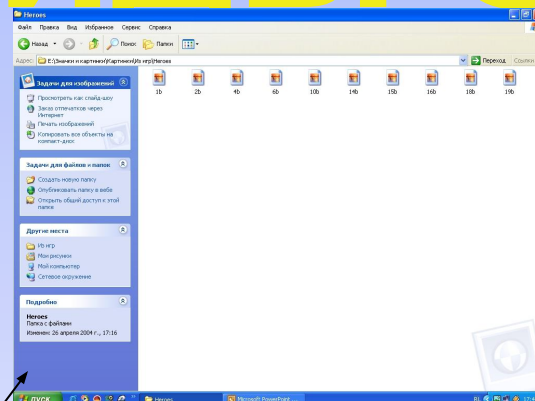 Heroes
Файл Правка Вид Избранное Сервис Справка
Назад Поиск Папки
Адрес: E:\Значки и картинки\Картинки\Из игр\Heroes Переход Ссылки
Задачи для изображений
Просмотреть как слайд-шоу
Заказ отпечатков через
Интернет
Печать изображений
Копировать все объекты на
компакт-диск
1b 2b 4b 6b 10b 14b 15b 16b 18b 19b
Задачи для файлов и папок
Создать новую папку
Опубликовать папку в вебе
Открыть общий доступ к этой
папке
Другие места
Из игр
Мои рисунки
Мой компьютер
Сетевое окружение
Подробно
Heroes
Папка с файлами
Изменен: 26 апреля 2004 г., 17:16
пуск Heroes Microsoft PowerPoint ...